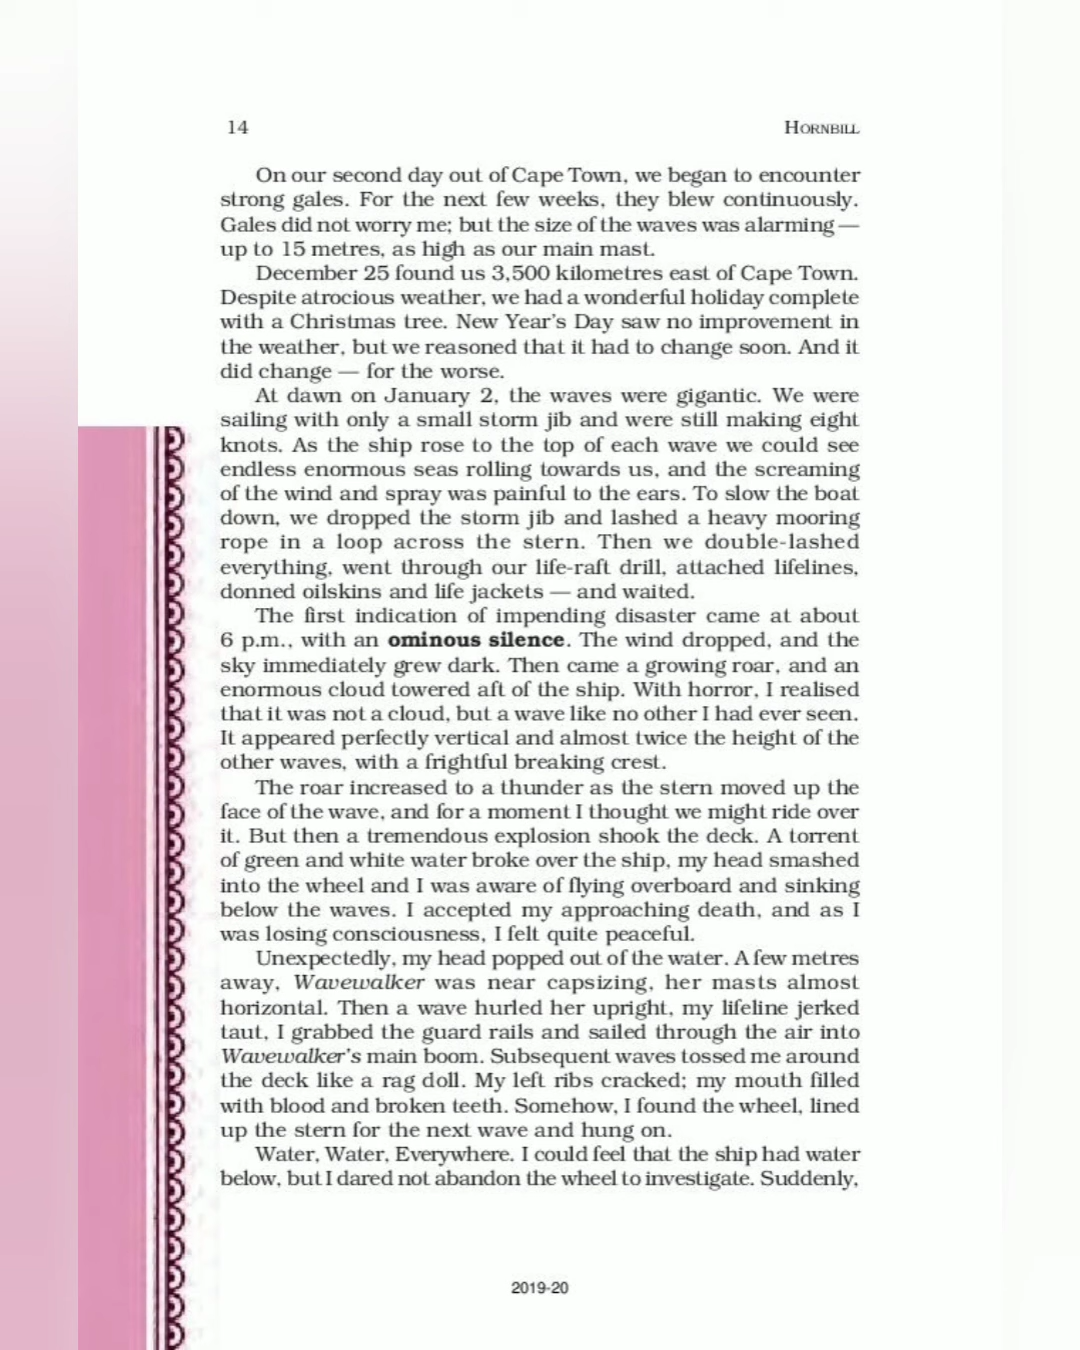 14 HORNBILL
On our second day out of Cape Town, we began to encounter
strong gales. For the next few weeks, they blew continuously.
Gales did not worry me; but the size of the waves was alarming —
up to 15 metres, as high as our main mast.
December 25 found us 3,500 kilometres east of Cape Town.
Despite atrocious weather, we had a wonderful holiday complete
with a Christmas tree. New Year's Day saw no improvement in
the weather, but we reasoned that it had to change soon. And it
did change — for the worse.
At dawn on January 2, the waves were gigantic. We were
sailing with only a small storm jib and were still making eight
knots. As the ship rose to the top of each wave we could see
endless enormous seas rolling towards us, and the screaming
of the wind and spray was painful to the ears. To slow the boat
down, we dropped the storm jib and lashed a heavy mooring
rope in a loop across the stern. Then we double-lashed
everything, went through our life-raft drill, attached lifelines,
donned oilskins and life jackets — and waited.
The first indication of impending disaster came at about
6 p.m., with an ominous silence. The wind dropped, and the
sky immediately grew dark. Then came a growing roar, and an
enormous cloud towered aft of the ship. With horror, I realised
that it was not a cloud, but a wave like no other I had ever seen.
It appeared perfectly vertical and almost twice the height of the
other waves, with a frightful breaking crest.
The roar increased to a thunder as the stern moved up the
face of the wave, and for a moment I thought we might ride over
it. But then a tremendous explosion shook the deck. A torrent
of green and white water broke over the ship, my head smashed
into the wheel and I was aware of flying overboard and sinking
below the waves. I accepted my approaching death, and as I
was losing consciousness, I felt quite peaceful.
Unexpectedly, my head popped out of the water. A few metres
away, Wavewalker was near capsizing, her masts almost
horizontal. Then a wave hurled her upright, my lifeline jerked
taut, I grabbed the guard rails and sailed through the air into
Wavewalker's main boom. Subsequent waves tossed me around
the deck like a rag doll. My left ribs cracked; my mouth filled
with blood and broken teeth. Somehow, I found the wheel, lined
up the stern for the next wave and hung on.
Water, Water, Everywhere. I could feel that the ship had water
below, but I dared not abandon the wheel to investigate. Suddenly,
2019-20